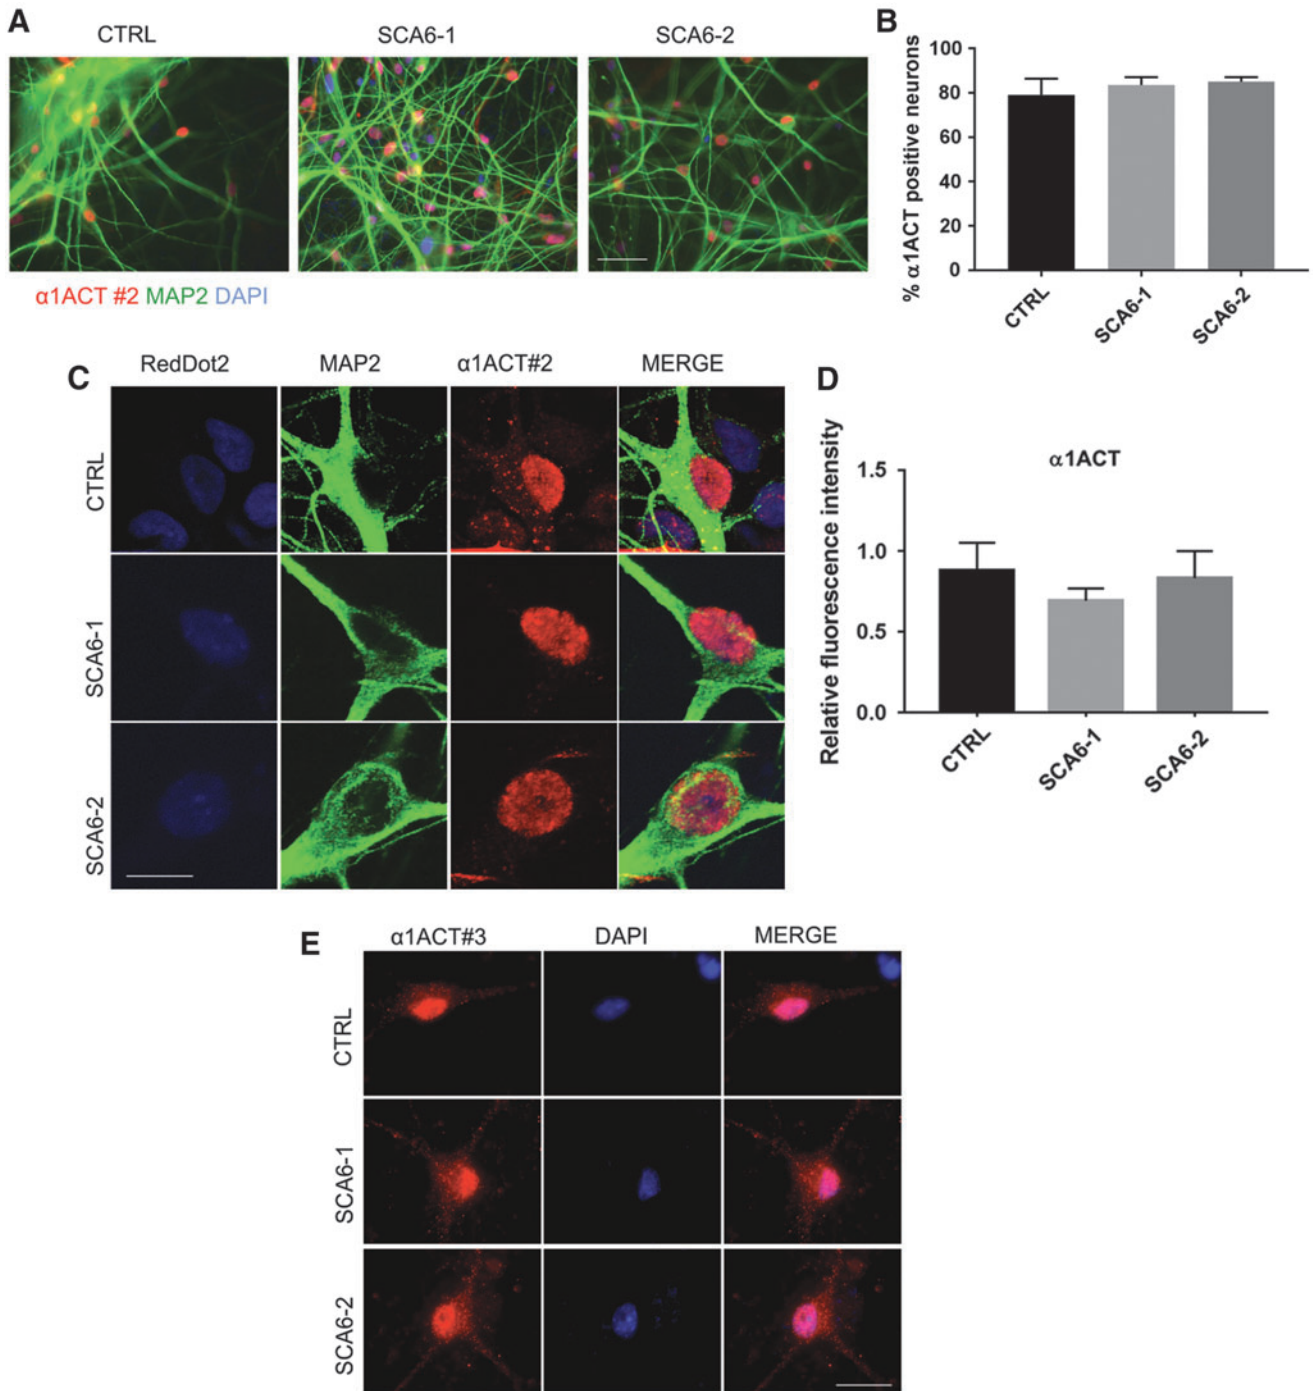 A
CTRL
SCA6-1
SCA6-2
α1ACT #2 MAP2 DAPI
B
% α1ACT positive neurons
100
80
60
40
20
0
CTRL
SCA6-1
SCA6-2
C
RedDot2
MAP2
α1ACT#2
MERGE
CTRL
SCA6-1
SCA6-2
D
α1ACT
Relative fluorescence intensity
1.5
1.0
0.5
0.0
CTRL
SCA6-1
SCA6-2
E
α1ACT#3
DAPI
MERGE
CTRL
SCA6-1
SCA6-2